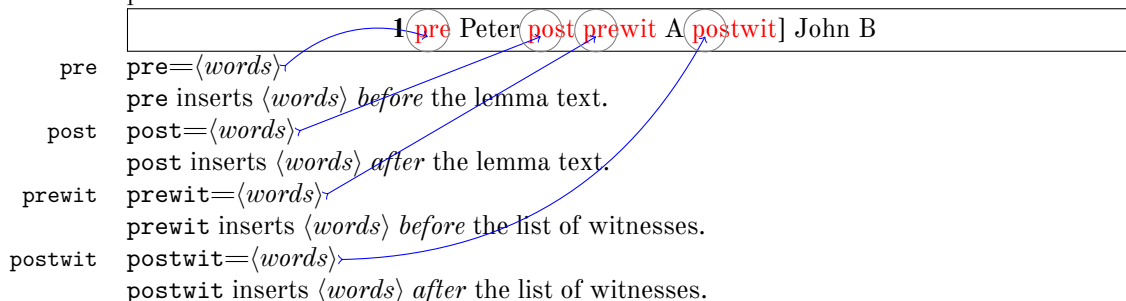 1 pre Peter post prewit A postwit] John B
pre pre=⟨words⟩
pre inserts ⟨words⟩ before the lemma text.
post post=⟨words⟩
post inserts ⟨words⟩ after the lemma text.
prewit prewit=⟨words⟩
prewit inserts ⟨words⟩ before the list of witnesses.
postwit postwit=⟨words⟩
postwit inserts ⟨words⟩ after the list of witnesses.